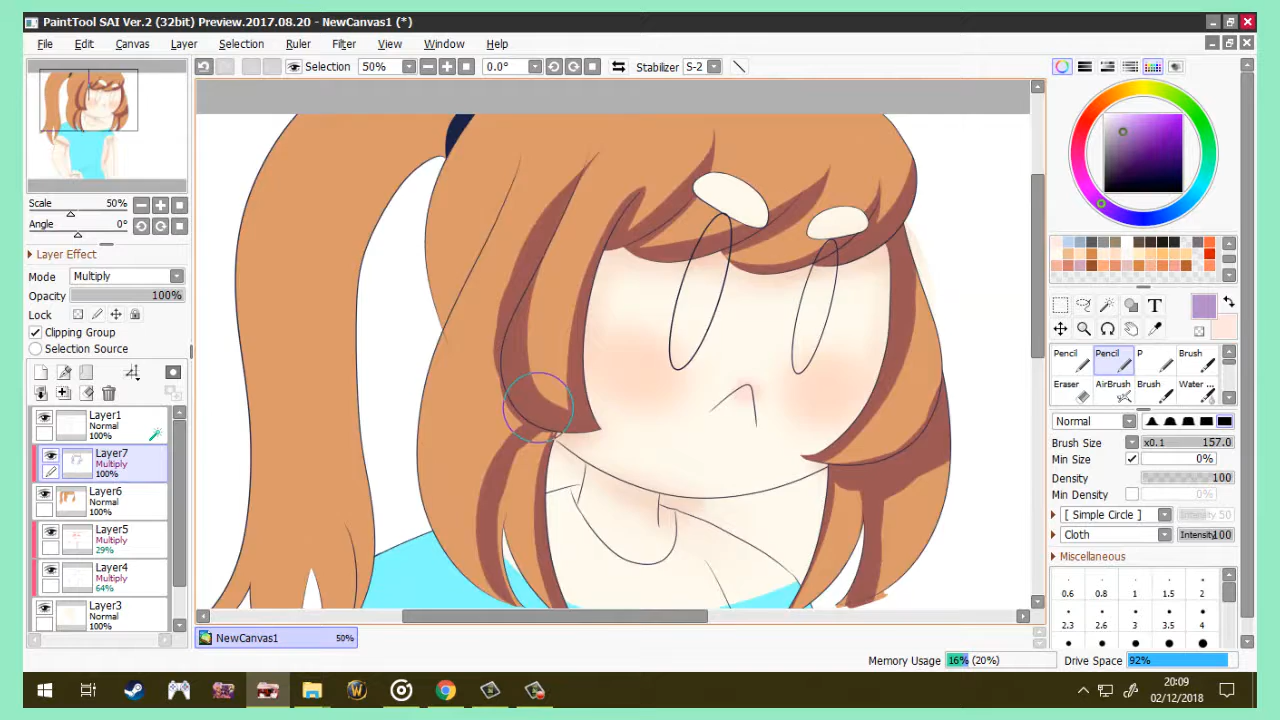 PaintTool SAI Ver.2 (32bit) Preview.2017.08.20 - NewCanvas1 (*)
File Edit Canvas Layer Selection Ruler Filter View Window Help
Selection 50% 0.0° Stabilizer S-2
Scale 50%
Angle 0°
Layer Effect
Mode Multiply
Opacity 100%
Lock
Clipping Group
Selection Source
Layer1
Normal
100%
Layer7
Multiply
100%
Layer6
Normal
100%
Layer5
Multiply
29%
Layer4
Multiply
64%
Layer3
Normal
100%
T
Pencil Pencil P Brush
Eraser AirBrush Brush Water ...
Normal
Brush Size x0.1 157.0
Min Size 0%
Density 100
Min Density 0%
[ Simple Circle ] Intensity 50
Cloth Intensity 100
Miscellaneous
0.6 0.8 1 1.5 2
2.3 2.6 3 3.5 4
NewCanvas1 50%
Memory Usage 16% (20%) Drive Space 92%
20:09
02/12/2018